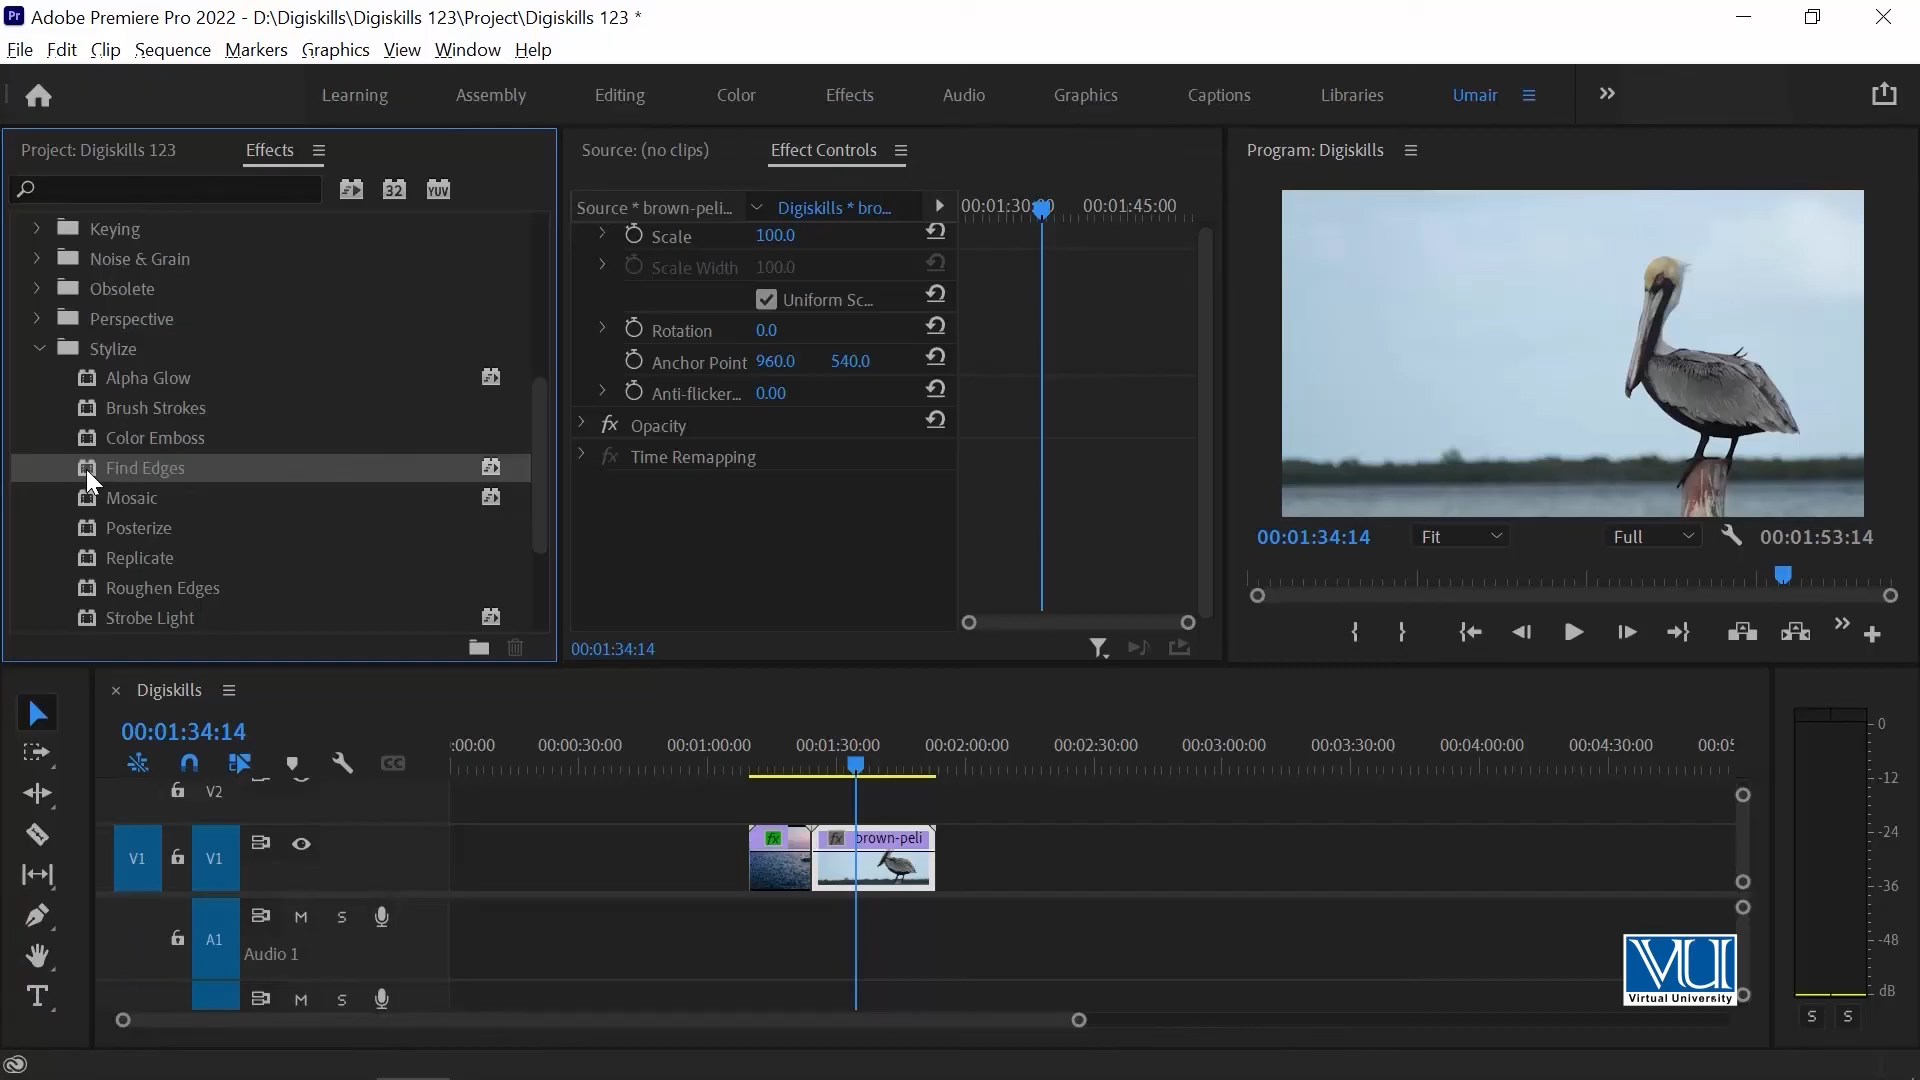 Adobe Premiere Pro 2022 - D:\Digiskills\Digiskills 123\Project\Digiskills 123 *
File Edit Clip Sequence Markers Graphics View Window Help
Learning Assembly Editing Color Effects Audio Graphics Captions Libraries Umair
Project: Digiskills 123 Effects
32 YUV
Keying
Noise & Grain
Obsolete
Perspective
Stylize
Alpha Glow
Brush Strokes
Color Emboss
Find Edges
Mosaic
Posterize
Replicate
Roughen Edges
Strobe Light
Source: (no clips) Effect Controls
Source * brown-peli... Digiskills * bro...
00:01:30:00 00:01:45:00
Scale 100.0
Scale Width 100.0
Uniform Sc...
Rotation 0.0
Anchor Point 960.0 540.0
Anti-flicker... 0.00
fx Opacity
fx Time Remapping
00:01:34:14
Program: Digiskills
00:01:34:14 Fit Full 00:01:53:14
Digiskills
00:01:34:14
:00:00 00:00:30:00 00:01:00:00 00:01:30:00 00:02:00:00 00:02:30:00 00:03:00:00 00:03:30:00 00:04:00:00 00:04:30:00 00:05
CC
V2
V1 V1
fx fx brown-peli
A1 M S
Audio 1
M S
0
-12
-24
-36
-48
dB
S S
VU
Virtual University